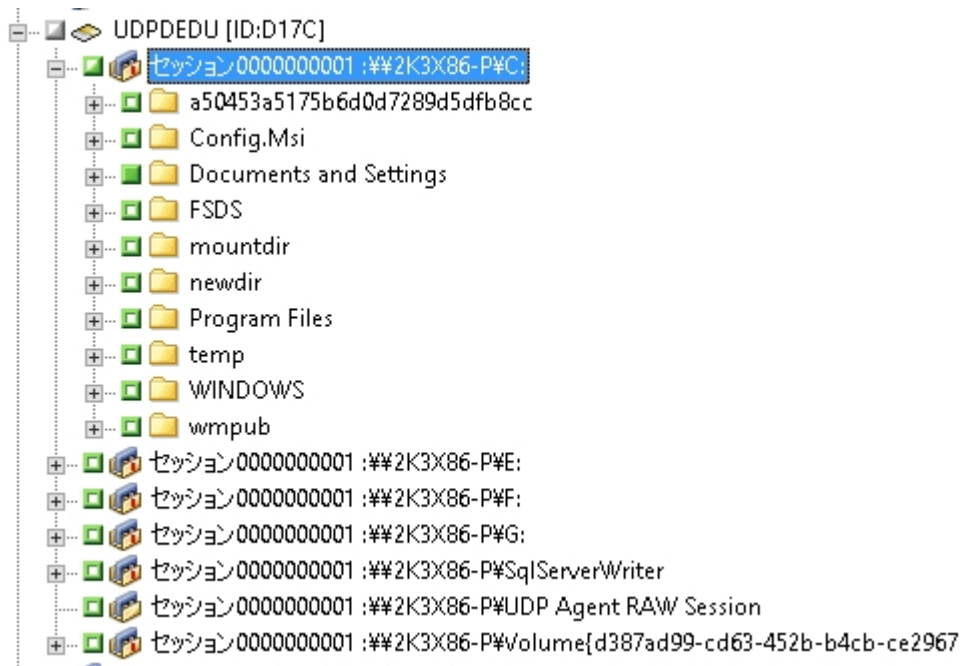 UDPDEDU [ID:D17C]
セッション0000000001 :¥¥2K3X86-P¥C:
a50453a5175b6d0d7289d5dfb8cc
Config.Msi
Documents and Settings
FSDS
mountdir
newdir
Program Files
temp
WINDOWS
wmpub
セッション0000000001 :¥¥2K3X86-P¥E:
セッション0000000001 :¥¥2K3X86-P¥F:
セッション0000000001 :¥¥2K3X86-P¥G:
セッション0000000001 :¥¥2K3X86-P¥SqlServerWriter
セッション0000000001 :¥¥2K3X86-P¥UDP Agent RAW Session
セッション0000000001 :¥¥2K3X86-P¥Volume{d387ad99-cd63-452b-b4cb-ce2967